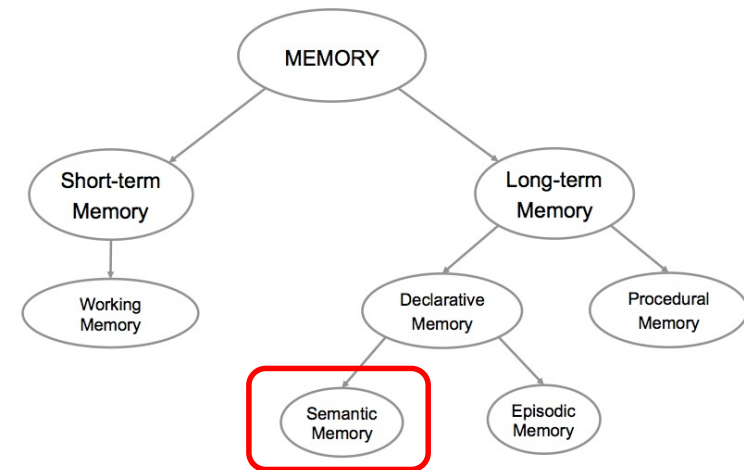 MEMORY
Short-term
Memory
Long-term
Memory
Working
Memory
Declarative
Memory
Procedural
Memory
Semantic
Memory
Episodic
Memory